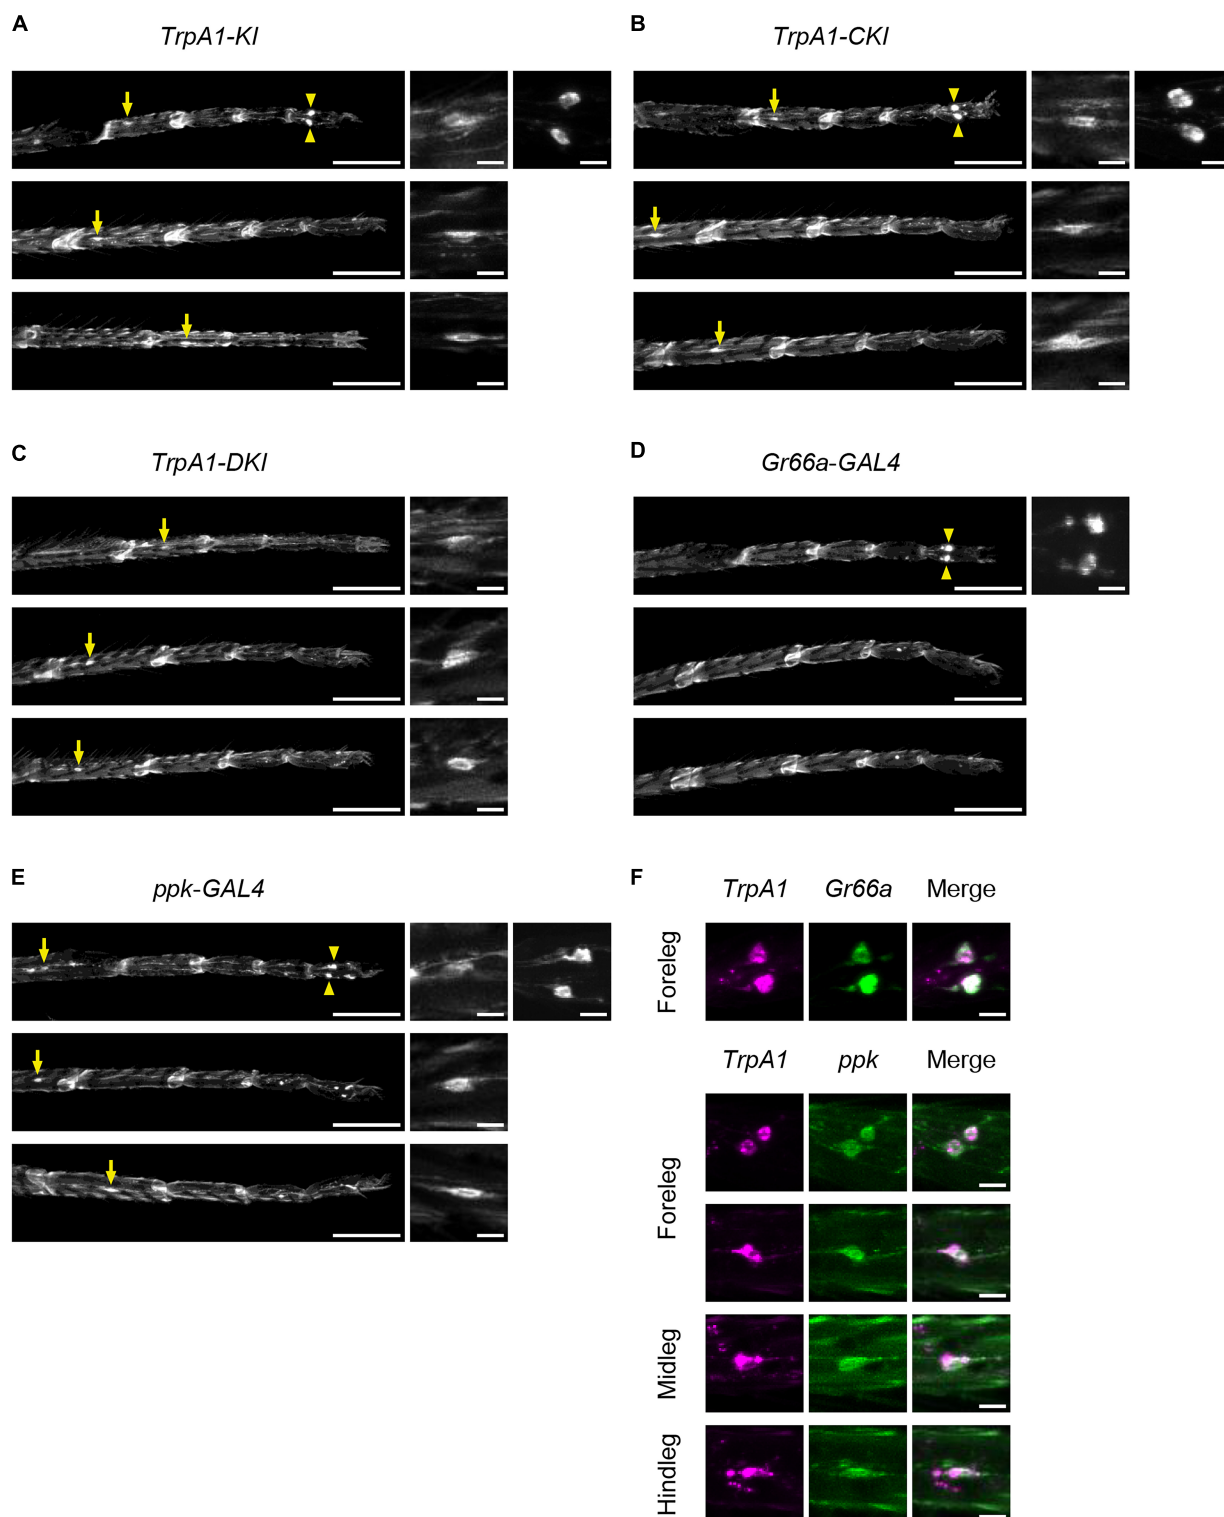 A
TrpA1-KI
B
TrpA1-CKI
C
TrpA1-DKI
D
Gr66a-GAL4
E
ppk-GAL4
F
TrpA1 Gr66a Merge
Foreleg
TrpA1 ppk Merge
Foreleg
Midleg
Hindleg